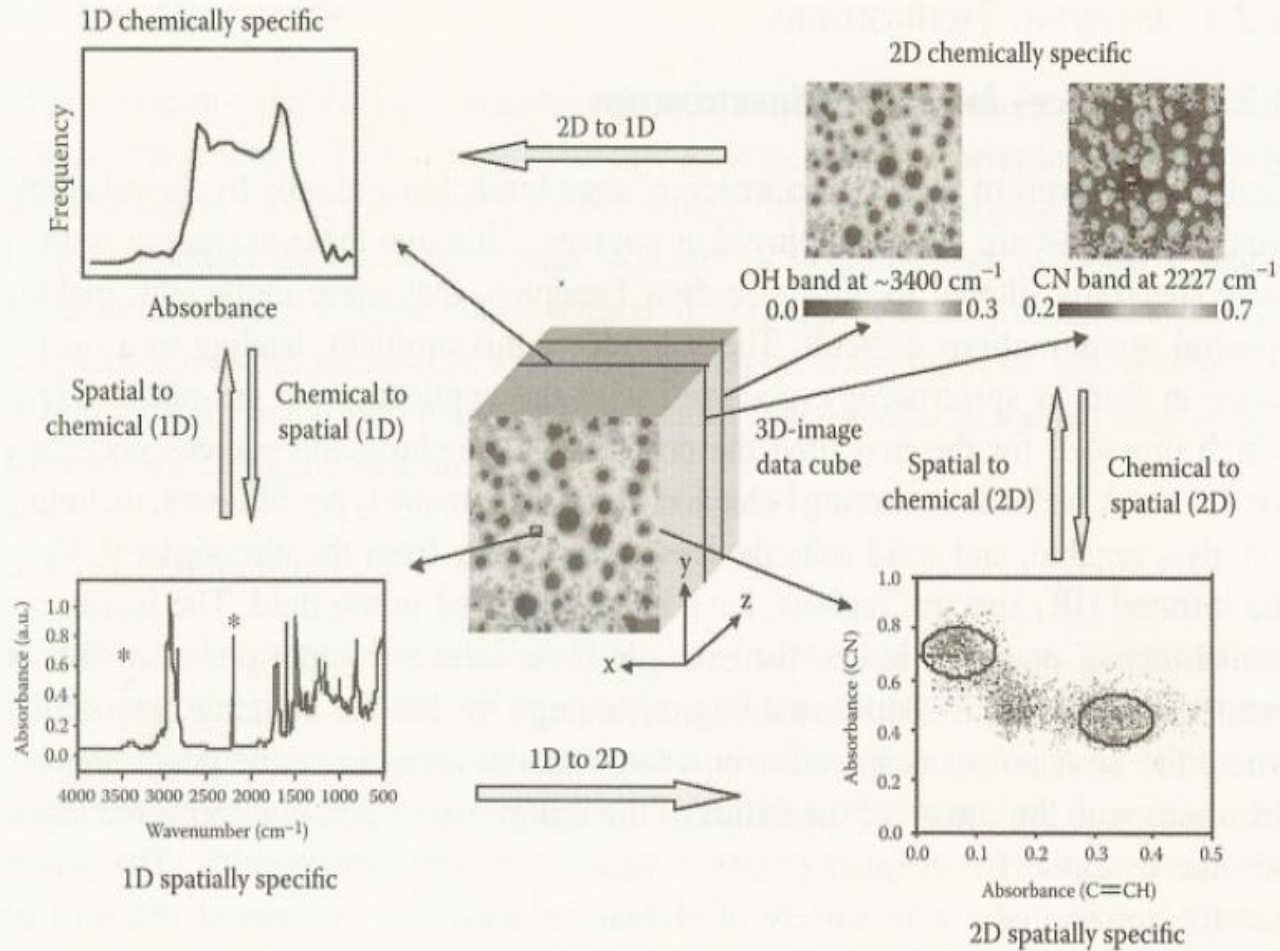 1D chemically specific
Frequency
Absorbance
2D to 1D
2D chemically specific
OH band at ~3400 cm⁻¹
0.0 0.3
CN band at 2227 cm⁻¹
0.2 0.7
Spatial to
chemical (1D)
Chemical to
spatial (1D)
3D-image
data cube
Spatial to
chemical (2D)
Chemical to
spatial (2D)
y
z
x
Absorbance (a.u.)
1.0
0.8
0.6
0.4
0.2
0.0
*
*
4000 3500 3000 2500 2000 1500 1000 500
Wavenumber (cm⁻¹)
1D spatially specific
1D to 2D
Absorbance (CN)
1.0
0.8
0.6
0.4
0.2
0.0
0.0 0.1 0.2 0.3 0.4 0.5
Absorbance (C=CH)
2D spatially specific